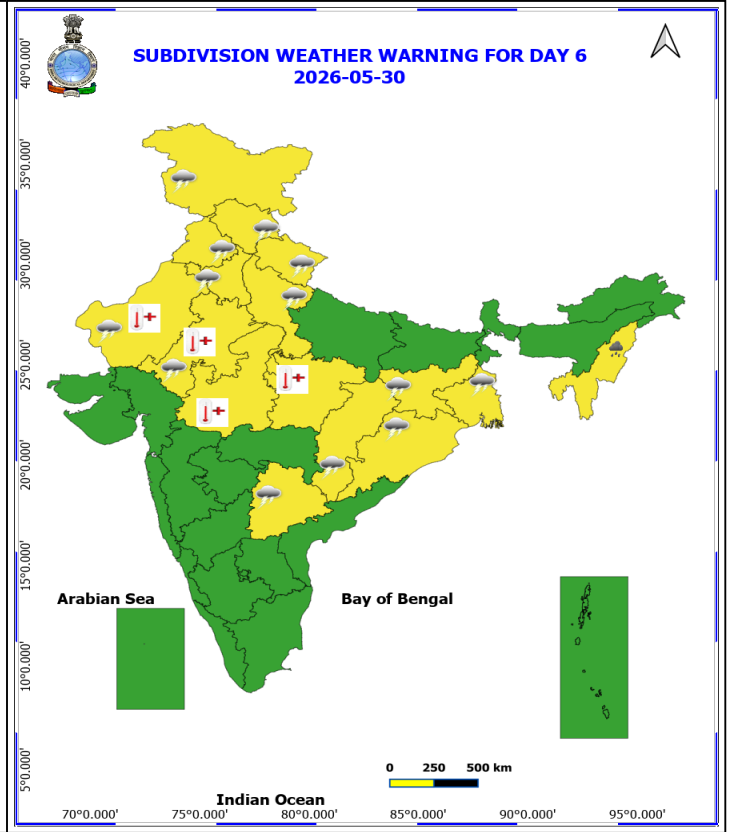 SUBDIVISION WEATHER WARNING FOR DAY 6
2026-05-30
40°0.000'
35°0.000'
30°0.000'
25°0.000'
20°0.000'
15°0.000'
10°0.000'
5°0.000'
Arabian Sea
Bay of Bengal
0 250 500 km
Indian Ocean
70°0.000' 75°0.000' 80°0.000' 85°0.000' 90°0.000' 95°0.000'